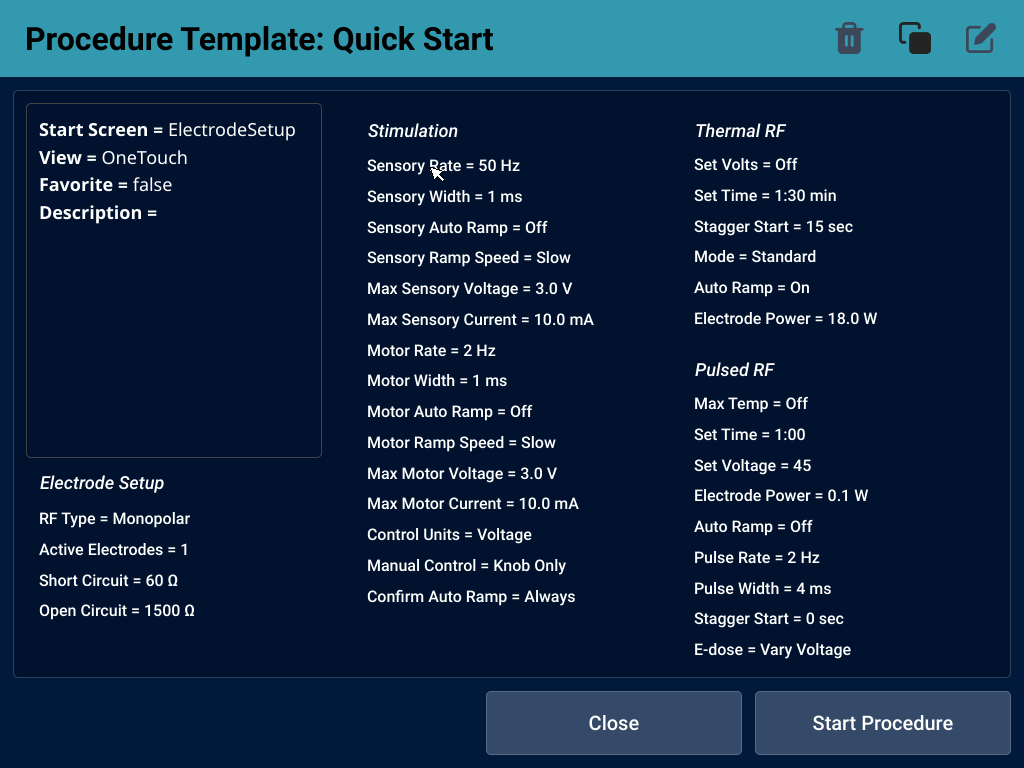 Procedure Template: Quick Start
Start Screen = ElectrodeSetup
View = OneTouch
Favorite = false
Description =
Electrode Setup
RF Type = Monopolar
Active Electrodes = 1
Short Circuit = 60 Ω
Open Circuit = 1500 Ω
Stimulation
Sensory Rate = 50 Hz
Sensory Width = 1 ms
Sensory Auto Ramp = Off
Sensory Ramp Speed = Slow
Max Sensory Voltage = 3.0 V
Max Sensory Current = 10.0 mA
Motor Rate = 2 Hz
Motor Width = 1 ms
Motor Auto Ramp = Off
Motor Ramp Speed = Slow
Max Motor Voltage = 3.0 V
Max Motor Current = 10.0 mA
Control Units = Voltage
Manual Control = Knob Only
Confirm Auto Ramp = Always
Thermal RF
Set Volts = Off
Set Time = 1:30 min
Stagger Start = 15 sec
Mode = Standard
Auto Ramp = On
Electrode Power = 18.0 W
Pulsed RF
Max Temp = Off
Set Time = 1:00
Set Voltage = 45
Electrode Power = 0.1 W
Auto Ramp = Off
Pulse Rate = 2 Hz
Pulse Width = 4 ms
Stagger Start = 0 sec
E-dose = Vary Voltage
Close
Start Procedure